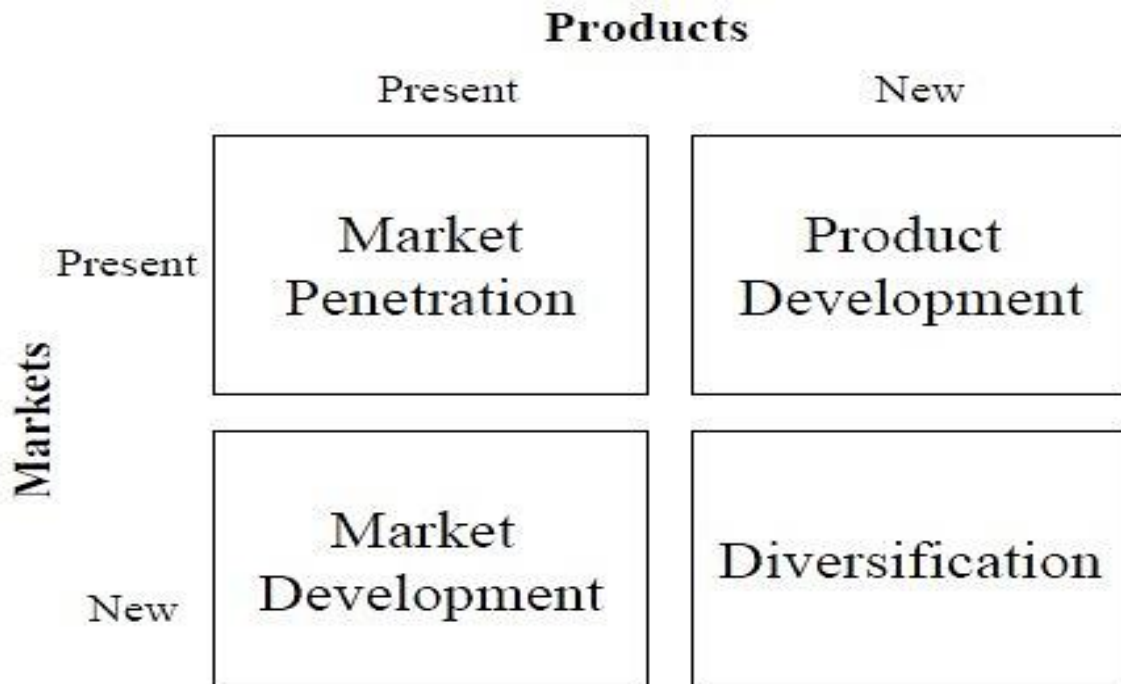 Products
Present
New
Present
Market
Penetration
Product
Development
Markets
New
Market
Development
Diversification